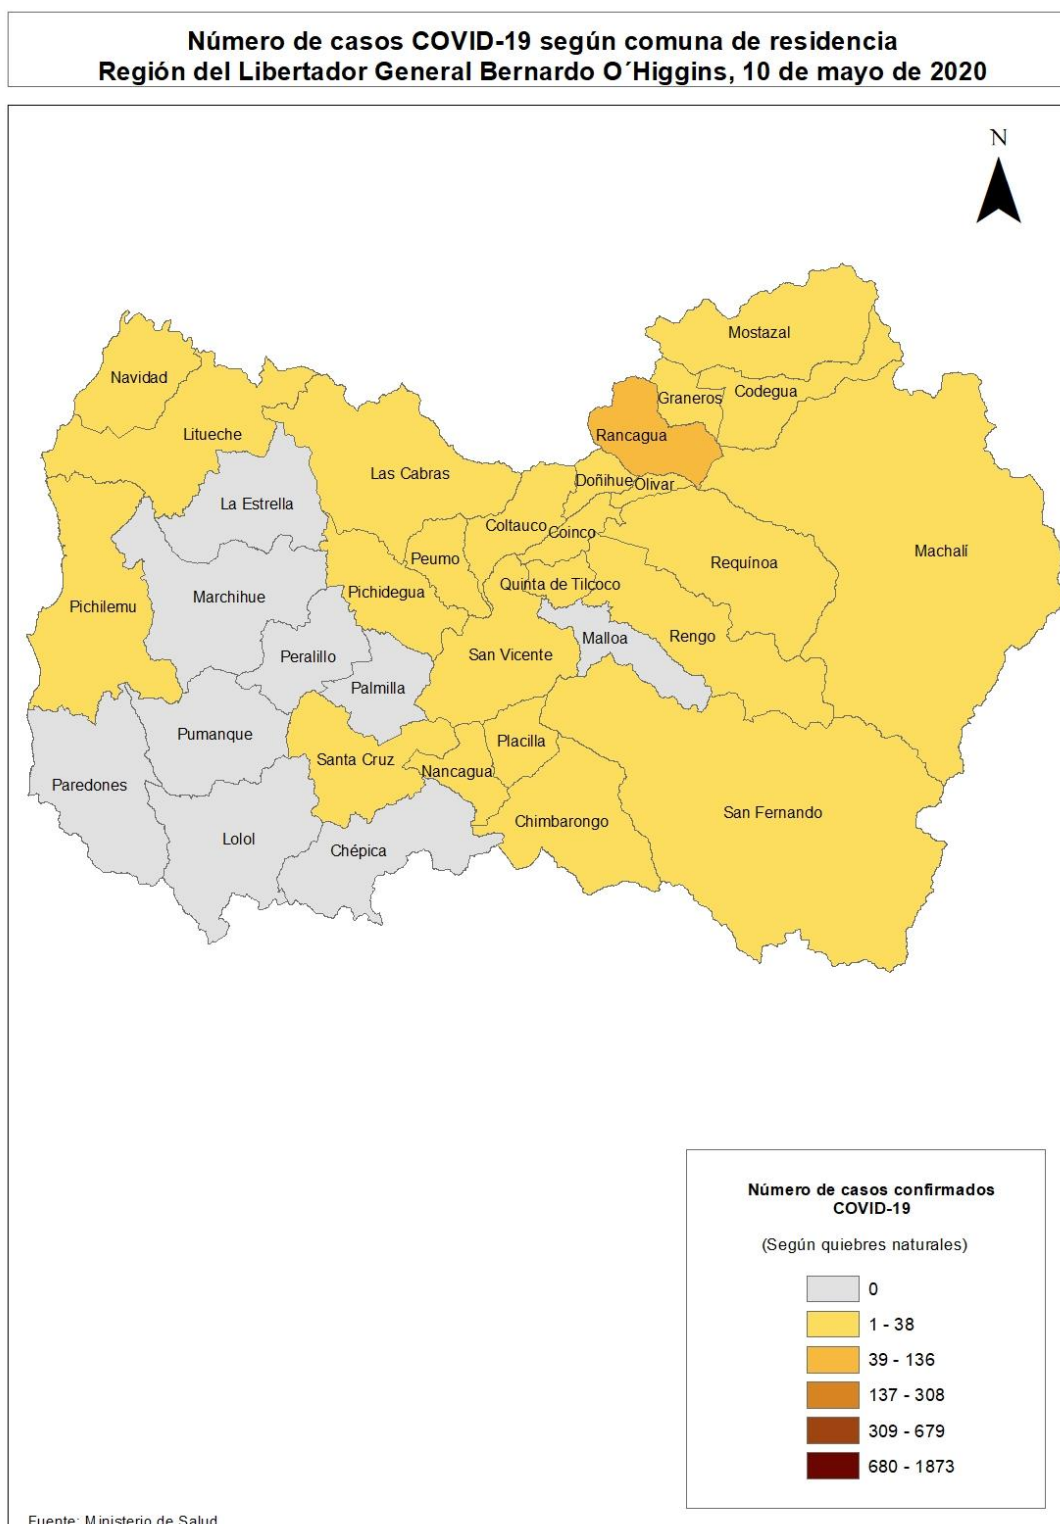 Número de casos COVID-19 según comuna de residencia
Región del Libertador General Bernardo O´Higgins, 10 de mayo de 2020
N
Mostazal
Navidad
Graneros
Codegua
Litueche
Rancagua
Las Cabras
Doñihue
Olivar
La Estrella
Coltauco
Coinco
Machalí
Peumo
Requínoa
Pichidegua
Quinta de Tilcoco
Marchihue
Pichilemu
Malloa
Rengo
Peralillo
San Vicente
Palmilla
Pumanque
Placilla
Santa Cruz
Nancagua
Paredones
San Fernando
Chimbarongo
Lolol
Chépica
Número de casos confirmados
COVID-19
(Según quiebres naturales)
0
1 - 38
39 - 136
137 - 308
309 - 679
680 - 1873
Fuente: Ministerio de Salud